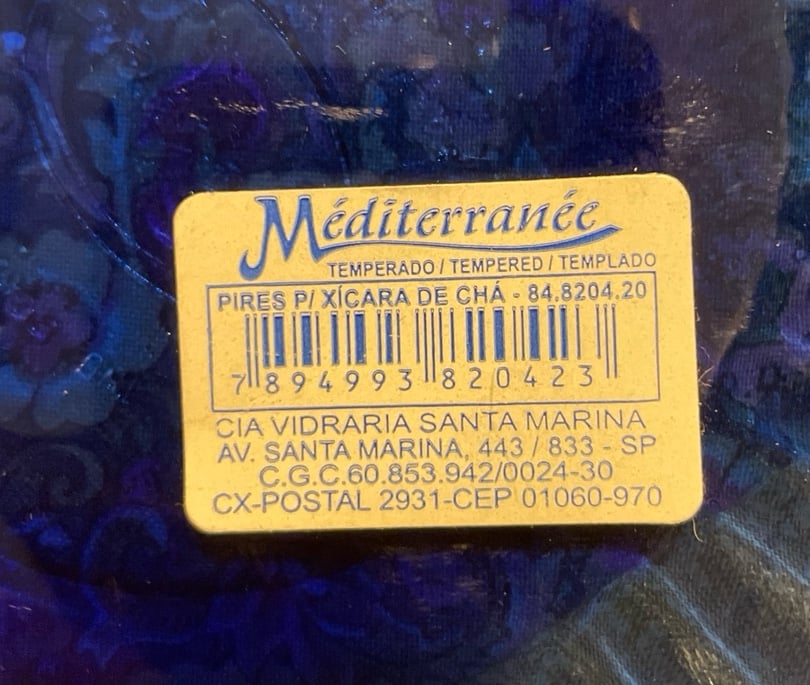 Méditerranée
TEMPERADO / TEMPERED / TEMPLADO
PIRES P/ XÍCARA DE CHÁ - 84.8204.20
7 894993 820423
CIA VIDRARIA SANTA MARINA
AV. SANTA MARINA, 443 / 833 - SP
C.G.C.60.853.942/0024-30
CX-POSTAL 2931-CEP 01060-970